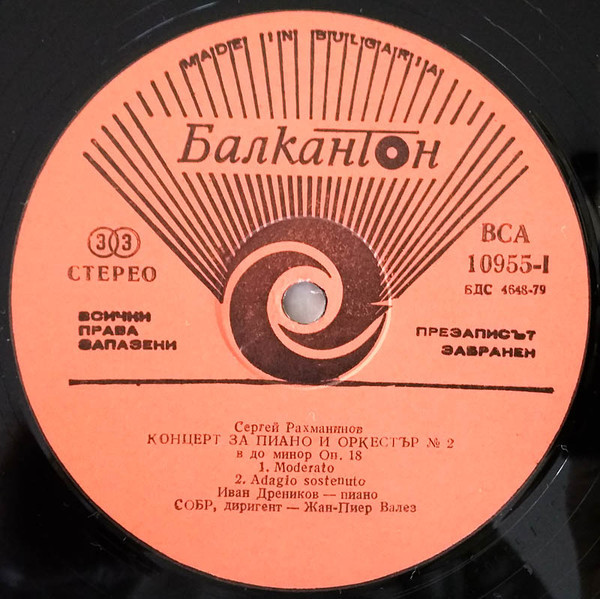 MADE IN BULGARIA
Балкантон
33
СТЕРЕО
ВСА
10955-I
БДС 4648-79
ВСИЧКИ
ПРАВА
ЗАПАЗЕНИ
ПРЕЗАПИСЪТ
ЗАБРАНЕН
Сергей Рахманинов
КОНЦЕРТ ЗА ПИАНО И ОРКЕСТЪР № 2
в до минор Оп. 18
1. Moderato
2. Adagio sostenuto
Иван Дреников — пиано
СОБР, диригент — Жан-Пиер Валез